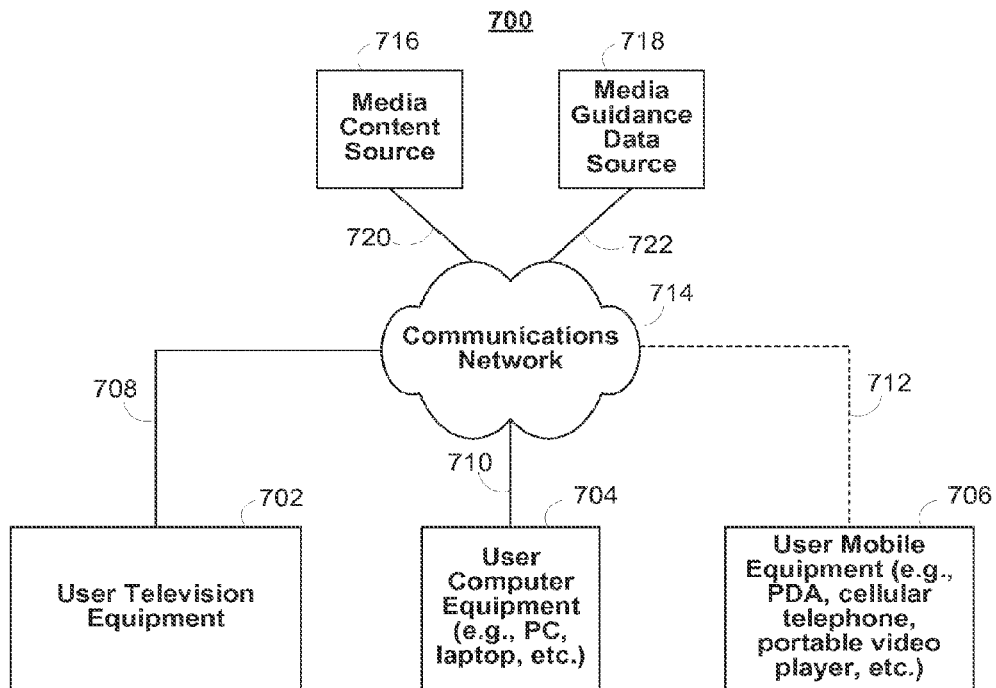 700
716
718
Media
Content
Source
Media
Guidance
Data
Source
720
722
714
Communications
Network
708
712
710
702
704
706
User Television
Equipment
User
Computer
Equipment
(e.g., PC,
laptop, etc.)
User Mobile
Equipment (e.g.,
PDA, cellular
telephone,
portable video
player, etc.)